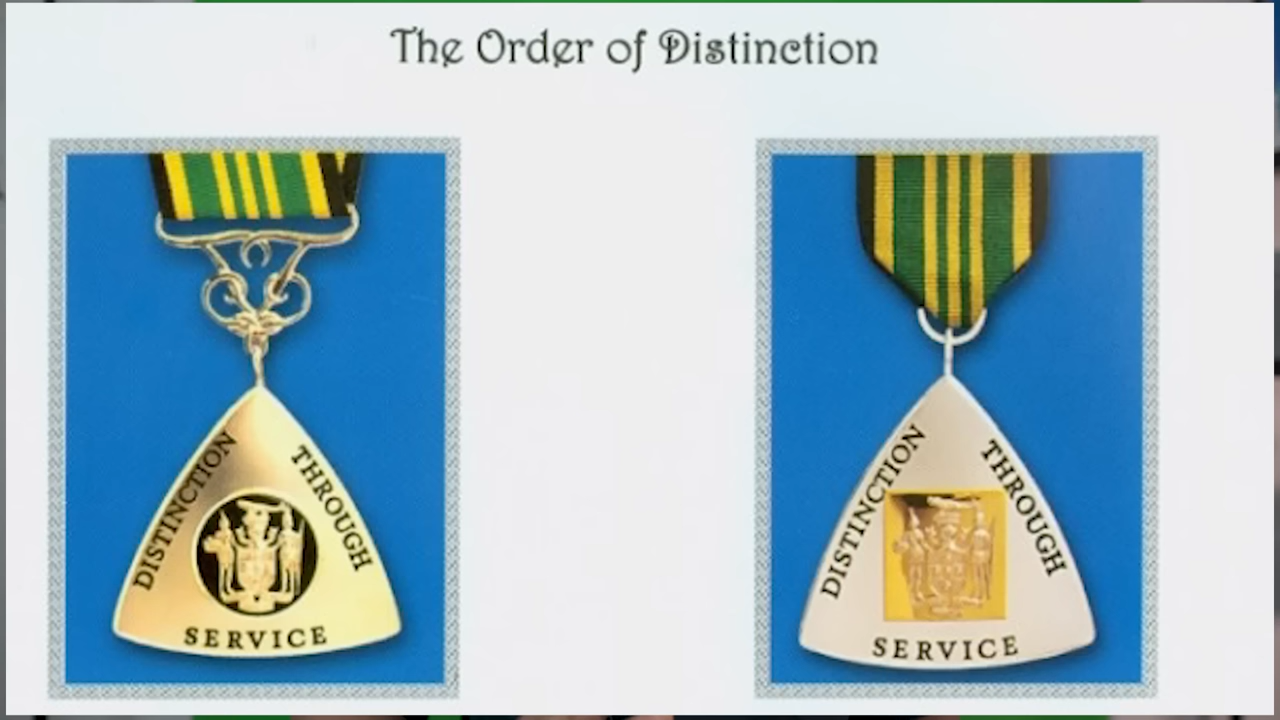 The Order of Distinction
DISTINCTION
THROUGH
SERVICE
DISTINCTION
THROUGH
SERVICE